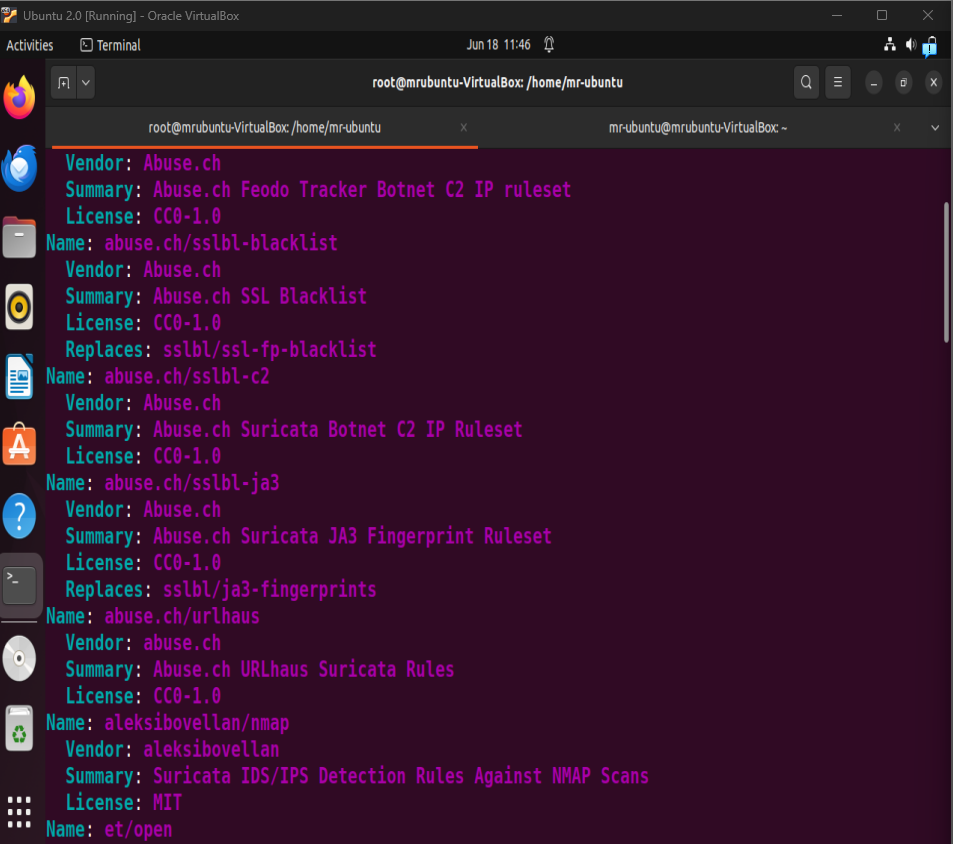 Ubuntu 2.0 [Running] - Oracle VirtualBox
Activities Terminal Jun 18 11:46
root@mrubuntu-VirtualBox: /home/mr-ubuntu
root@mrubuntu-VirtualBox: /home/mr-ubuntu x mr-ubuntu@mrubuntu-VirtualBox: ~ x
Vendor: Abuse.ch
Summary: Abuse.ch Feodo Tracker Botnet C2 IP ruleset
License: CC0-1.0
Name: abuse.ch/sslbl-blacklist
Vendor: Abuse.ch
Summary: Abuse.ch SSL Blacklist
License: CC0-1.0
Replaces: sslbl/ssl-fp-blacklist
Name: abuse.ch/sslbl-c2
Vendor: Abuse.ch
Summary: Abuse.ch Suricata Botnet C2 IP Ruleset
License: CC0-1.0
Name: abuse.ch/sslbl-ja3
Vendor: Abuse.ch
Summary: Abuse.ch Suricata JA3 Fingerprint Ruleset
License: CC0-1.0
Replaces: sslbl/ja3-fingerprints
Name: abuse.ch/urlhaus
Vendor: abuse.ch
Summary: Abuse.ch URLhaus Suricata Rules
License: CC0-1.0
Name: aleksibovellan/nmap
Vendor: aleksibovellan
Summary: Suricata IDS/IPS Detection Rules Against NMAP Scans
License: MIT
Name: et/open